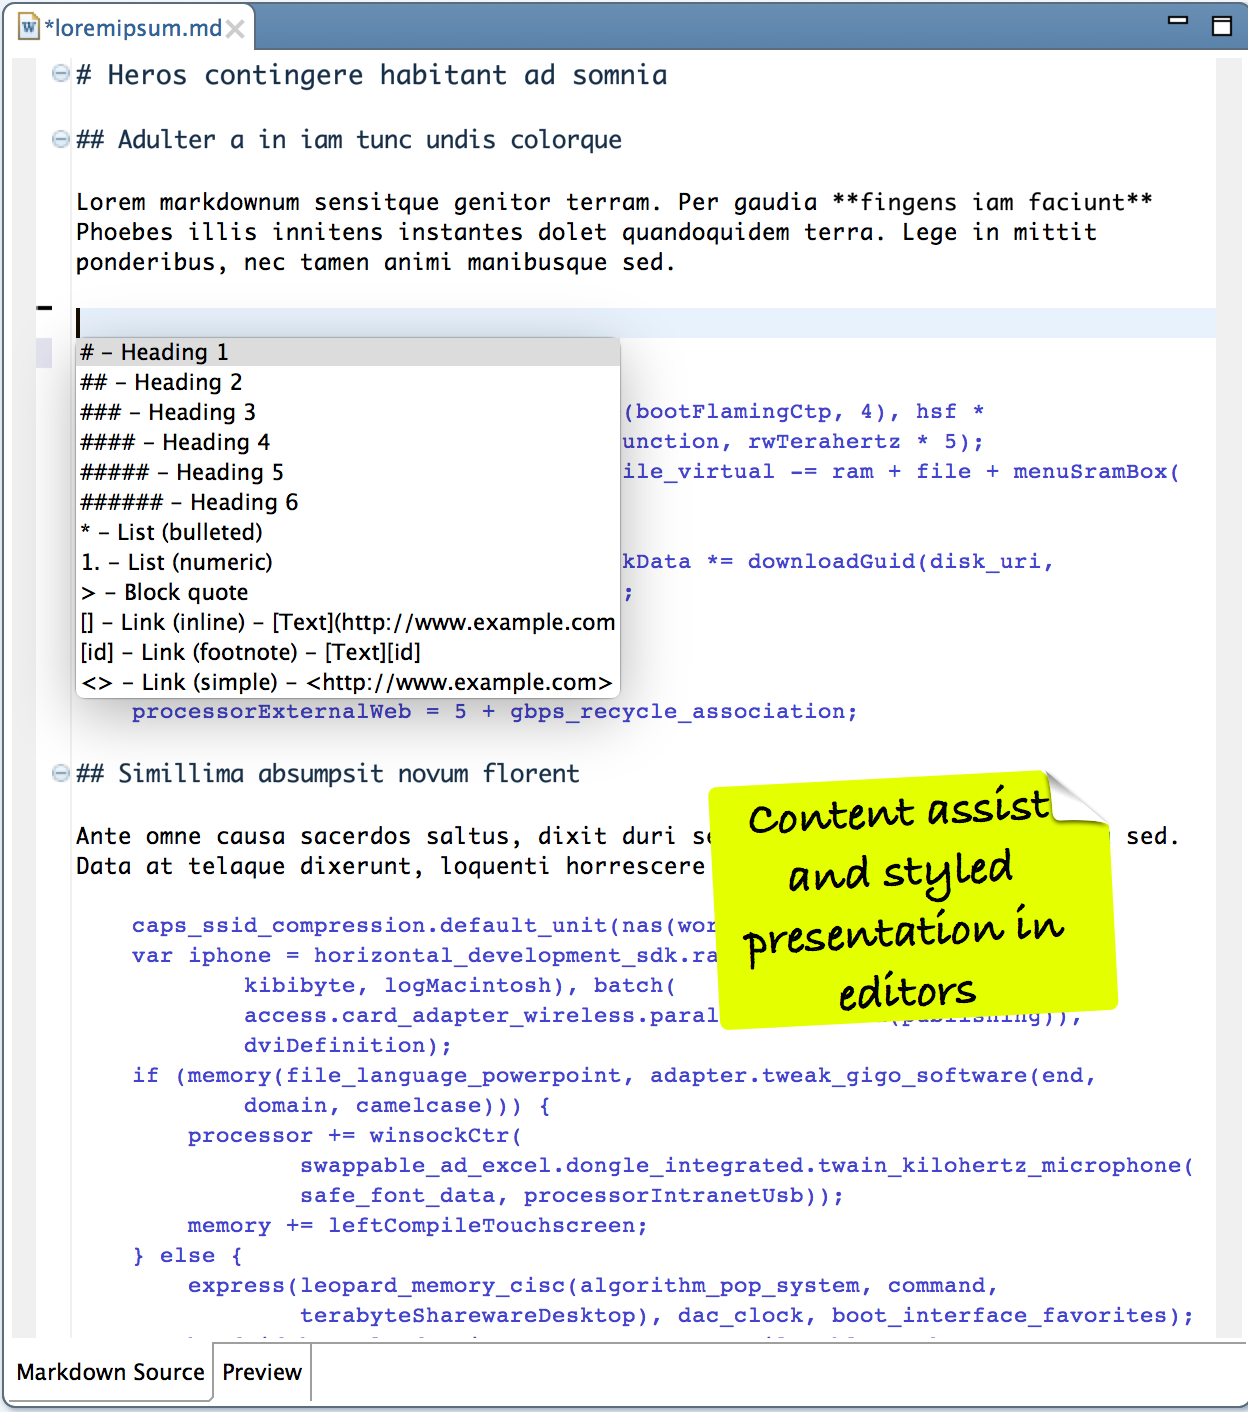 *loremipsum.md
# Heros contingere habitant ad somnia
## Adulter a in iam tunc undis colorque
Lorem markdownum sensitque genitor terram. Per gaudia **fingens iam faciunt**
Phoebes illis innitens instantes dolet quandoquidem terra. Lege in mittit
ponderibus, nec tamen animi manibusque sed.
# – Heading 1
## – Heading 2
### – Heading 3
(bootFlamingCtp, 4), hsf *
#### – Heading 4
unction, rwTerahertz * 5);
##### – Heading 5
ile_virtual -= ram + file + menuSramBox(
###### – Heading 6
* – List (bulleted)
1. – List (numeric)
kData *= downloadGuid(disk_uri,
> – Block quote
;
[] – Link (inline) – [Text](http://www.example.com
[id] – Link (footnote) – [Text][id]
<> – Link (simple) – <http://www.example.com>
processorExternalWeb = 5 + gbps_recycle_association;
## Simillima absumpsit novum florent
Ante omne causa sacerdos saltus, dixit duri sed.
Data at telaque dixerunt, loquenti horrescere
Content assist
and styled
presentation in
editors
caps_ssid_compression.default_unit(nas(wor
var iphone = horizontal_development_sdk.ra
kibibyte, logMacintosh), batch(
access.card_adapter_wireless.paral (publishing)),
dviDefinition);
if (memory(file_language_powerpoint, adapter.tweak_gigo_software(end,
domain, camelcase))) {
processor += winsockCtr(
swappable_ad_excel.dongle_integrated.twain_kilohertz_microphone(
safe_font_data, processorIntranetUsb));
memory += leftCompileTouchscreen;
} else {
express(leopard_memory_cisc(algorithm_pop_system, command,
terabyteSharewareDesktop), dac_clock, boot_interface_favorites);
Markdown Source
Preview